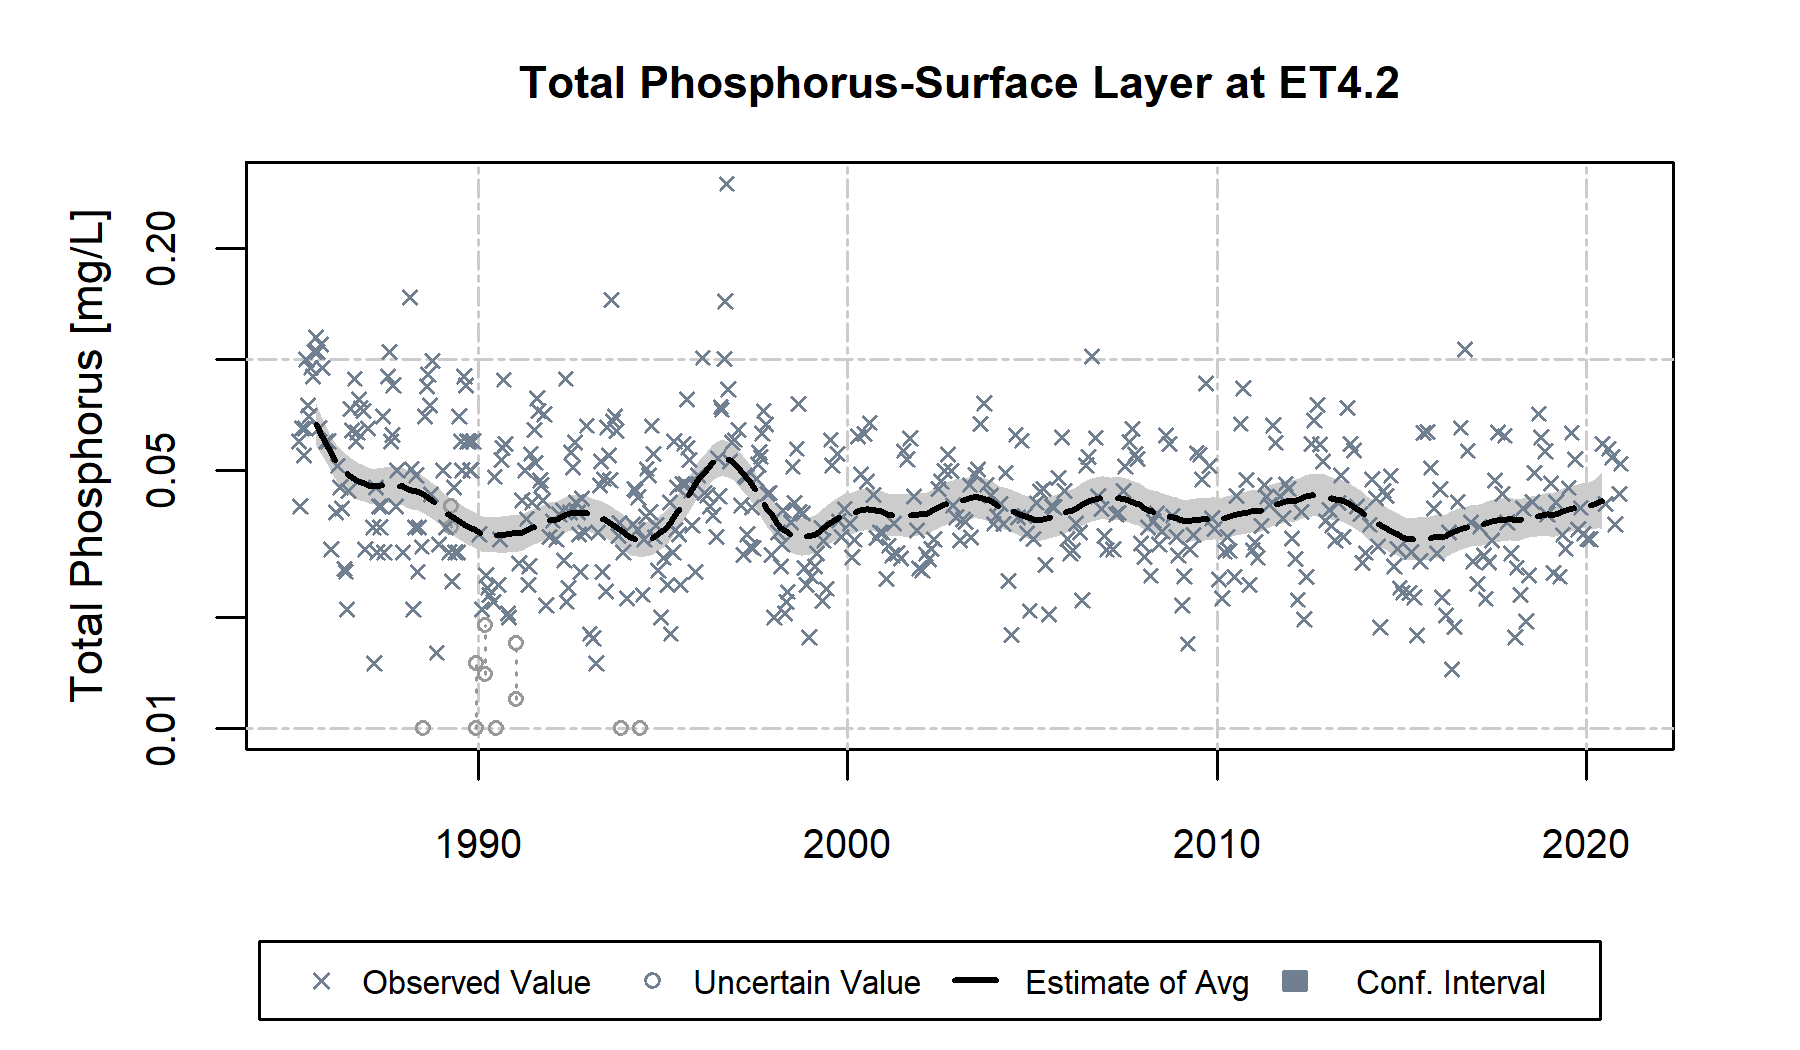 Total Phosphorus-Surface Layer at ET4.2
Total Phosphorus [mg/L]
0.20
0.05
0.01
1990 2000 2010 2020
Observed Value Uncertain Value Estimate of Avg Conf. Interval